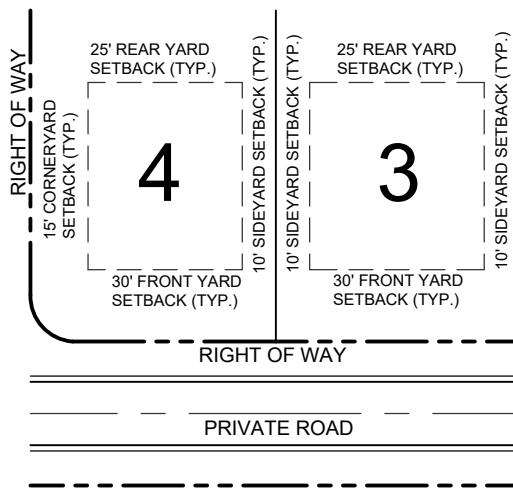 RIGHT OF WAY
25' REAR YARD
SETBACK (TYP.)
15' CORNERYARD
SETBACK (TYP.)
4
10' SIDEYARD SETBACK (TYP.)
30' FRONT YARD
SETBACK (TYP.)
10' SIDEYARD SETBACK (TYP.)
25' REAR YARD
SETBACK (TYP.)
3
10' SIDEYARD SETBACK (TYP.)
30' FRONT YARD
SETBACK (TYP.)
RIGHT OF WAY
PRIVATE ROAD